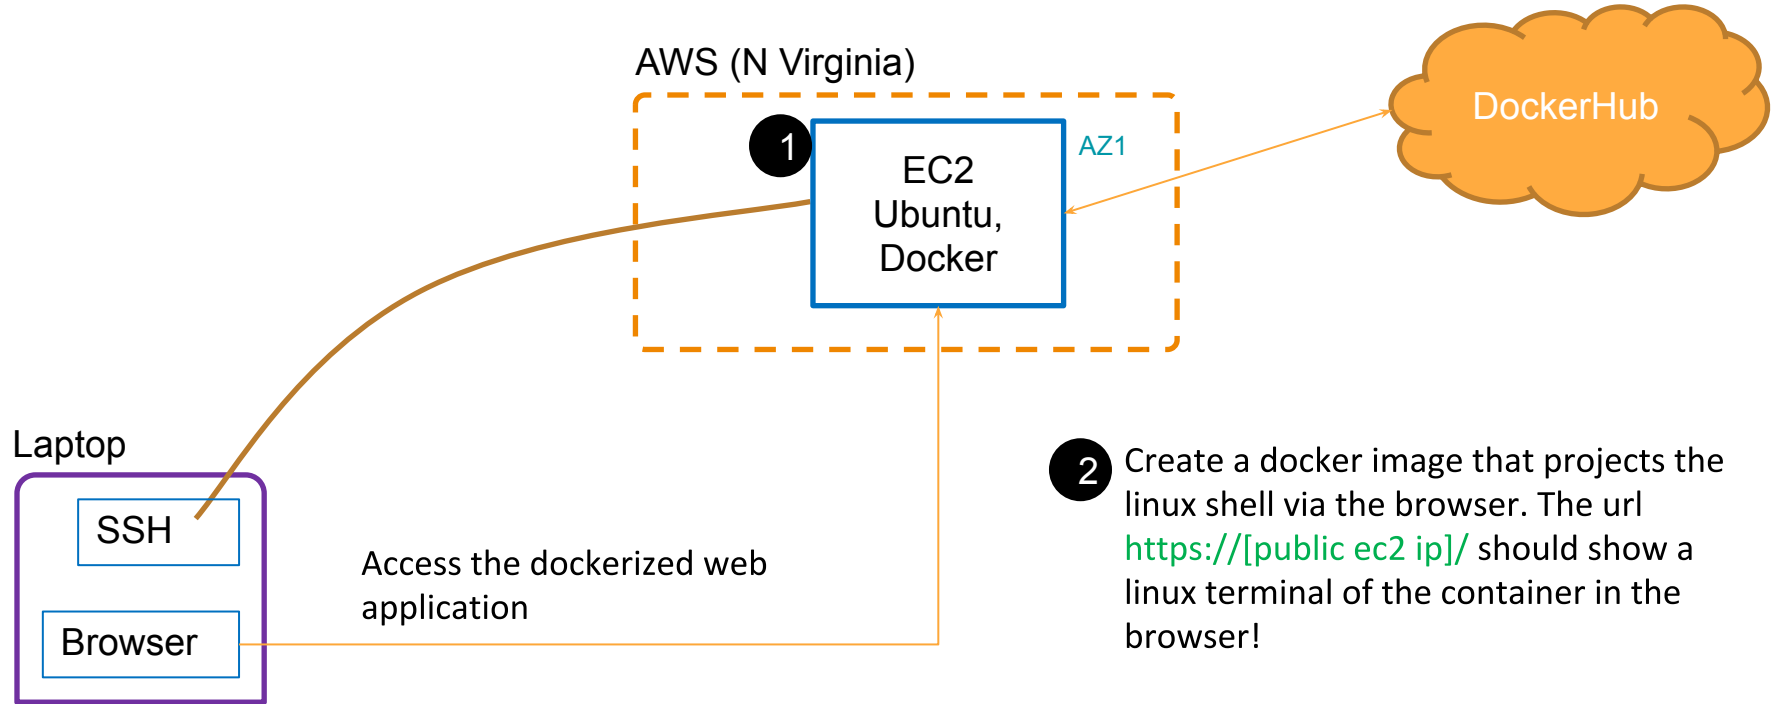 AWS (N Virginia)
DockerHub
1
AZ1
EC2
Ubuntu,
Docker
Laptop
SSH
Browser
Access the dockerized web
application
2
Create a docker image that projects the
linux shell via the browser. The url
https://[public ec2 ip]/ should show a
linux terminal of the container in the
browser!